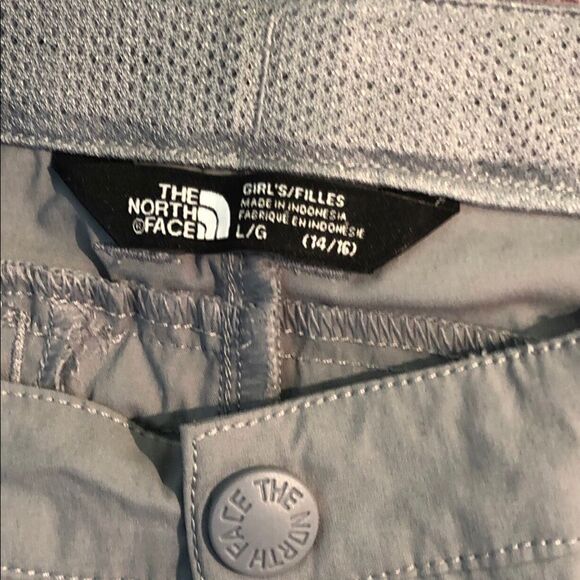 THE
NORTH
FACE
GIRL'S/FILLES
MADE IN INDONESIA
FABRIQUÉ EN INDONÉSIE
L/G (14/16)
THE NORTH FACE